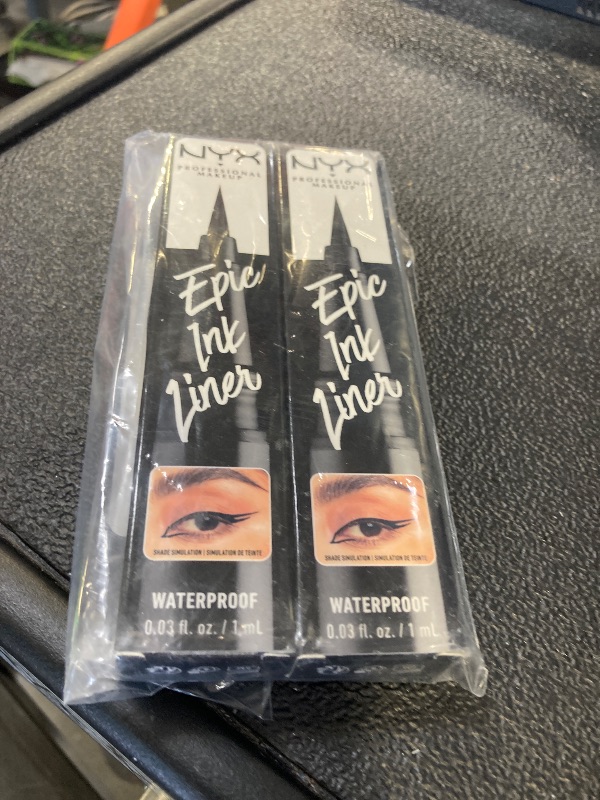 NYX
PROFESSIONAL
MAKEUP
Epic
Ink
Liner
SHADE SIMULATION | SIMULATION DE TEINTE
WATERPROOF
0.03 fl. oz. / 1 mL
NYX
PROFESSIONAL
MAKEUP
Epic
Ink
Liner
SHADE SIMULATION | SIMULATION DE TEINTE
WATERPROOF
0.03 fl. oz. / 1 mL